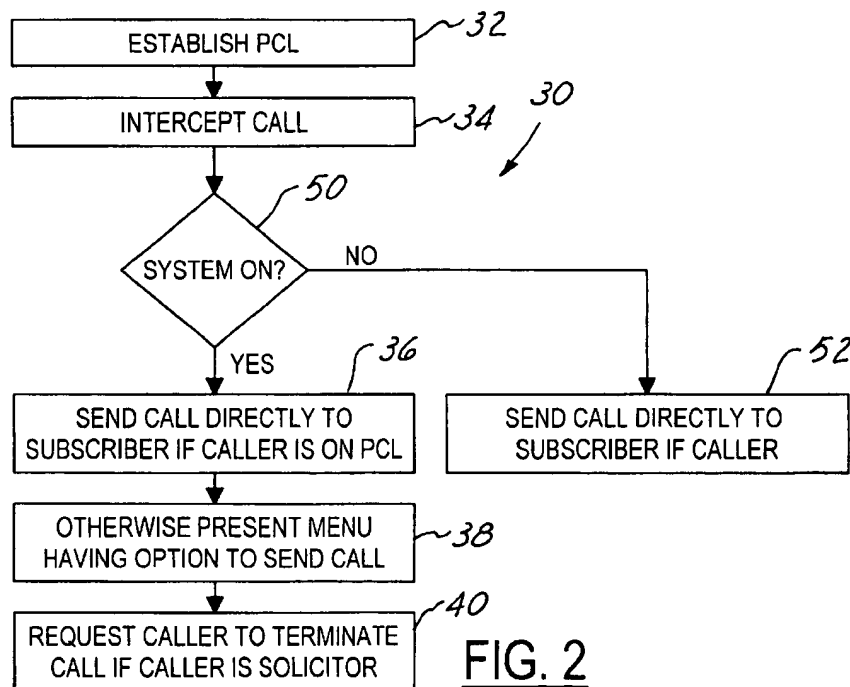 ESTABLISH PCL
32
INTERCEPT CALL
34
30
50
SYSTEM ON?
NO
YES
36
SEND CALL DIRECTLY TO
SUBSCRIBER IF CALLER IS ON PCL
52
SEND CALL DIRECTLY TO
SUBSCRIBER IF CALLER
OTHERWISE PRESENT MENU
HAVING OPTION TO SEND CALL
38
40
REQUEST CALLER TO TERMINATE
CALL IF CALLER IS SOLICITOR
FIG. 2